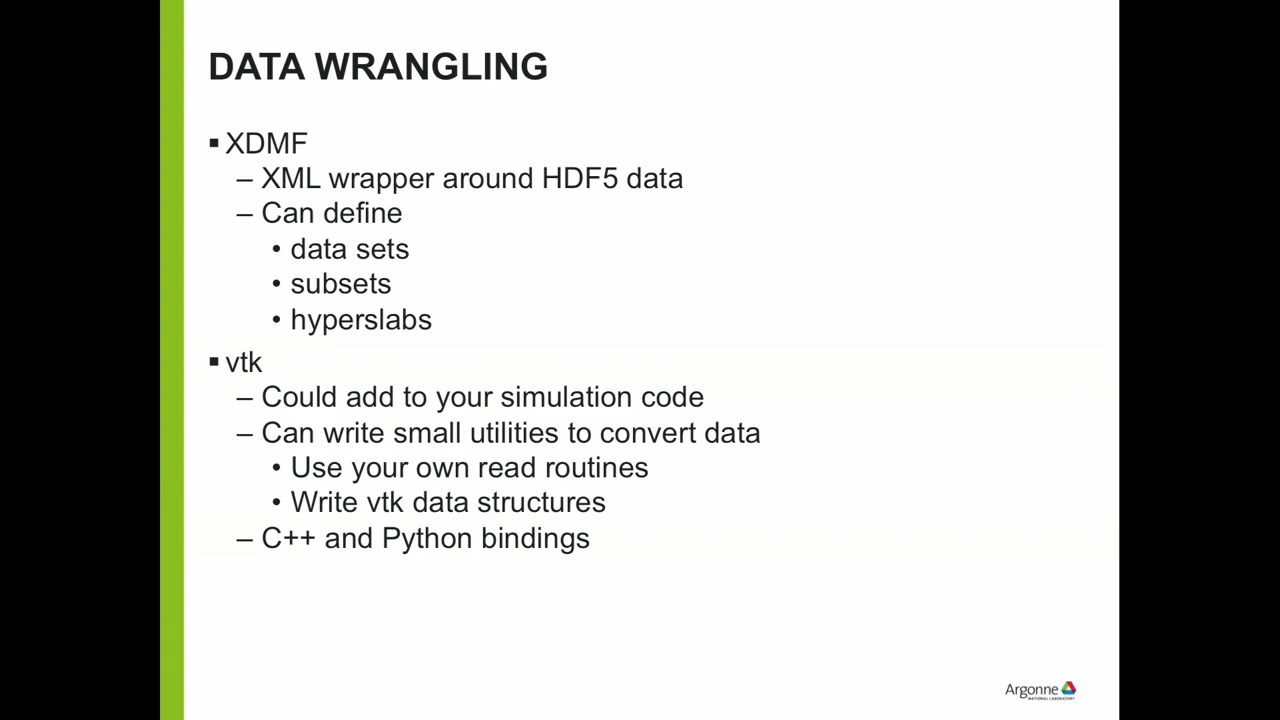 DATA WRANGLING
▪ XDMF
– XML wrapper around HDF5 data
– Can define
• data sets
• subsets
• hyperslabs
▪ vtk
– Could add to your simulation code
– Can write small utilities to convert data
• Use your own read routines
• Write vtk data structures
– C++ and Python bindings
Argonne
NATIONAL LABORATORY